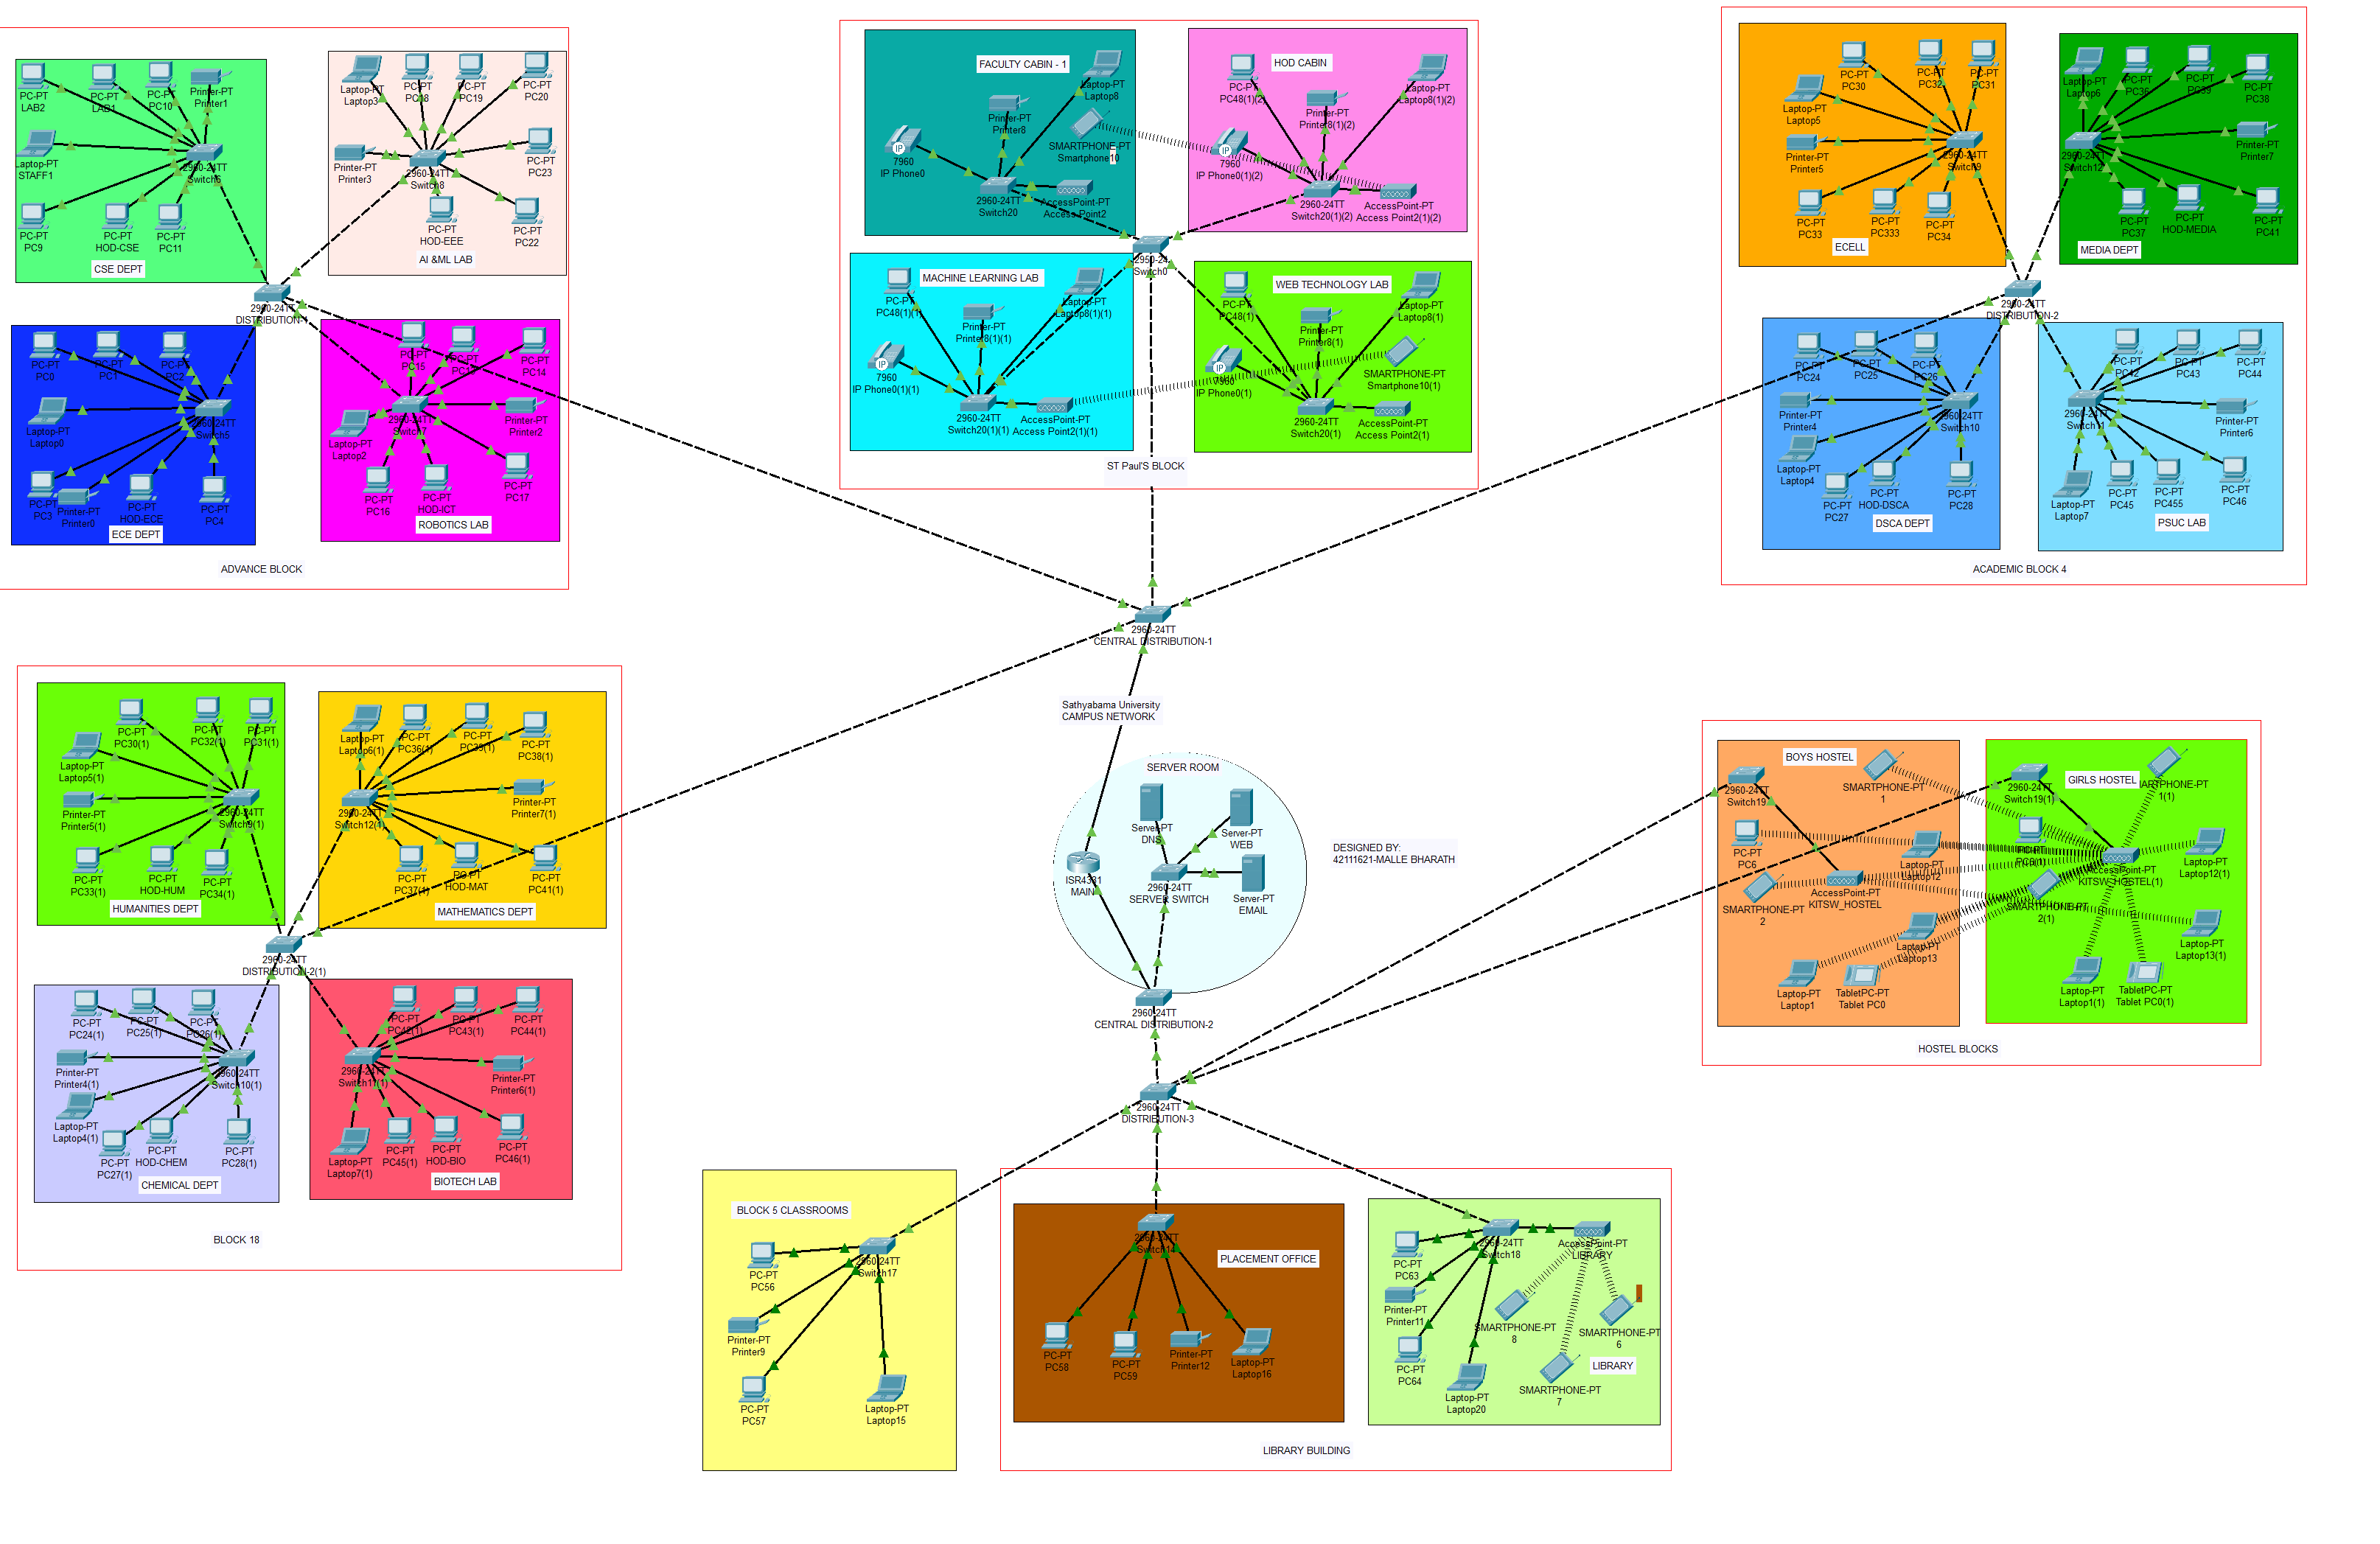 PC-PT
LAB2
PC-PT
LAB1
PC-PT
PC10
Printer-PT
Printer1
Laptop-PT
STAFF1
2960-24TT
Switch6
PC-PT
PC9
PC-PT
HOD-CSE
PC-PT
PC11
CSE DEPT
Laptop-PT
Laptop3
PC-PT
PC18
PC-PT
PC19
PC-PT
PC20
Printer-PT
Printer3
2960-24TT
Switch8
PC-PT
PC23
PC-PT
HOD-EEE
PC-PT
PC22
AI &ML LAB
2960-24TT
DISTRIBUTION-1
PC-PT
PC0
PC-PT
PC1
PC-PT
PC2
Laptop-PT
Laptop0
2960-24TT
Switch5
PC-PT
PC3
Printer-PT
Printer0
PC-PT
HOD-ECE
PC-PT
PC4
ECE DEPT
PC-PT
PC15
PC-PT
PC-PT
PC14
Laptop-PT
Laptop2
2960-24TT
Switch7
Printer-PT
Printer2
PC-PT
PC16
PC-PT
HOD-ICT
PC-PT
PC17
ROBOTICS LAB
ADVANCE BLOCK
FACULTY CABIN - 1
Laptop-PT
Laptop8
Printer-PT
Printer8
7960
IP Phone0
SMARTPHONE-PT
Smartphone10
2960-24TT
Switch20
AccessPoint-PT
Access Point2
HOD CABIN
PC-PT
PC48(1)(2)
Printer-PT
Printer8(1)(2)
Laptop-PT
Laptop8(1)(2)
7960
IP Phone0(1)(2)
2960-24TT
Switch20(1)(2)
AccessPoint-PT
Access Point2(1)(2)
2950-24
Switch0
MACHINE LEARNING LAB
PC-PT
PC48(1)(1)
Printer-PT
Printer8(1)(1)
Laptop-PT
Laptop8(1)(1)
7960
IP Phone0(1)(1)
2960-24TT
Switch20(1)(1)
AccessPoint-PT
Access Point2(1)(1)
WEB TECHNOLOGY LAB
PC-PT
PC48(1)
Printer-PT
Printer8(1)
Laptop-PT
Laptop8(1)
7960
IP Phone0(1)
SMARTPHONE-PT
Smartphone10(1)
2960-24TT
Switch20(1)
AccessPoint-PT
Access Point2(1)
ST Paul'S BLOCK
PC-PT
PC30
PC-PT
PC32
PC-PT
PC31
Laptop-PT
Laptop5
Printer-PT
Printer5
2960-24TT
Switch9
PC-PT
PC33
PC-PT
PC333
PC-PT
PC34
ECELL
Laptop-PT
Laptop6
PC-PT
PC36
PC-PT
PC39
PC-PT
PC38
2960-24TT
Switch12
Printer-PT
Printer7
PC-PT
PC37
PC-PT
HOD-MEDIA
PC-PT
PC41
MEDIA DEPT
2960-24TT
DISTRIBUTION-2
PC-PT
PC24
PC-PT
PC25
PC-PT
PC26
Printer-PT
Printer4
2960-24TT
Switch10
Laptop-PT
Laptop4
PC-PT
PC27
PC-PT
HOD-DSCA
PC-PT
PC28
DSCA DEPT
PC-PT
PC42
PC-PT
PC43
PC-PT
PC44
2960-24TT
Switch11
Printer-PT
Printer6
Laptop-PT
Laptop7
PC-PT
PC45
PC-PT
PC455
PC-PT
PC46
PSUC LAB
ACADEMIC BLOCK 4
2960-24TT
CENTRAL DISTRIBUTION-1
Sathyabama University
CAMPUS NETWORK
SERVER ROOM
Server-PT
DNS
Server-PT
WEB
ISR4331
MAIN
2960-24TT
SERVER SWITCH
Server-PT
EMAIL
DESIGNED BY:
42111621-MALLE BHARATH
2960-24TT
CENTRAL DISTRIBUTION-2
2960-24TT
DISTRIBUTION-3
PC-PT
PC30(1)
PC-PT
PC32(1)
PC-PT
PC31(1)
Laptop-PT
Laptop5(1)
Printer-PT
Printer5(1)
2960-24TT
Switch9(1)
PC-PT
PC33(1)
PC-PT
HOD-HUM
PC-PT
PC34(1)
HUMANITIES DEPT
Laptop-PT
Laptop6(1)
PC-PT
PC36(1)
PC-PT
PC39(1)
PC-PT
PC38(1)
2960-24TT
Switch12(1)
Printer-PT
Printer7(1)
PC-PT
PC37(1)
PC-PT
HOD-MAT
PC-PT
PC41(1)
MATHEMATICS DEPT
2960-24TT
DISTRIBUTION-2(1)
PC-PT
PC24(1)
PC-PT
PC25(1)
PC-PT
PC26(1)
Printer-PT
Printer4(1)
2960-24TT
Switch10(1)
Laptop-PT
Laptop4(1)
PC-PT
PC27(1)
PC-PT
HOD-CHEM
PC-PT
PC28(1)
CHEMICAL DEPT
PC-PT
PC42(1)
PC-PT
PC43(1)
PC-PT
PC44(1)
2960-24TT
Switch11(1)
Printer-PT
Printer6(1)
Laptop-PT
Laptop7(1)
PC-PT
PC45(1)
PC-PT
HOD-BIO
PC-PT
PC46(1)
BIOTECH LAB
BLOCK 18
BOYS HOSTEL
2960-24TT
Switch19
SMARTPHONE-PT
1
PC-PT
PC6
Laptop-PT
Laptop12
SMARTPHONE-PT
2
AccessPoint-PT
KITSW_HOSTEL
Laptop-PT
Laptop13
Laptop-PT
Laptop1
TabletPC-PT
Tablet PC0
GIRLS HOSTEL
2960-24TT
Switch19(1)
SMARTPHONE-PT
1(1)
PC-PT
PC6(1)
AccessPoint-PT
KITSW_HOSTEL(1)
Laptop-PT
Laptop12(1)
SMARTPHONE-PT
2(1)
Laptop-PT
Laptop13(1)
Laptop-PT
Laptop1(1)
TabletPC-PT
Tablet PC0(1)
HOSTEL BLOCKS
BLOCK 5 CLASSROOMS
2960-24TT
Switch17
PC-PT
PC56
Printer-PT
Printer9
PC-PT
PC57
Laptop-PT
Laptop15
2960-24TT
Switch14
PLACEMENT OFFICE
PC-PT
PC58
PC-PT
PC59
Printer-PT
Printer12
Laptop-PT
Laptop16
2960-24TT
Switch18
AccessPoint-PT
LIBRARY
PC-PT
PC63
Printer-PT
Printer11
SMARTPHONE-PT
8
SMARTPHONE-PT
6
PC-PT
PC64
LIBRARY
Laptop-PT
Laptop20
SMARTPHONE-PT
7
LIBRARY BUILDING